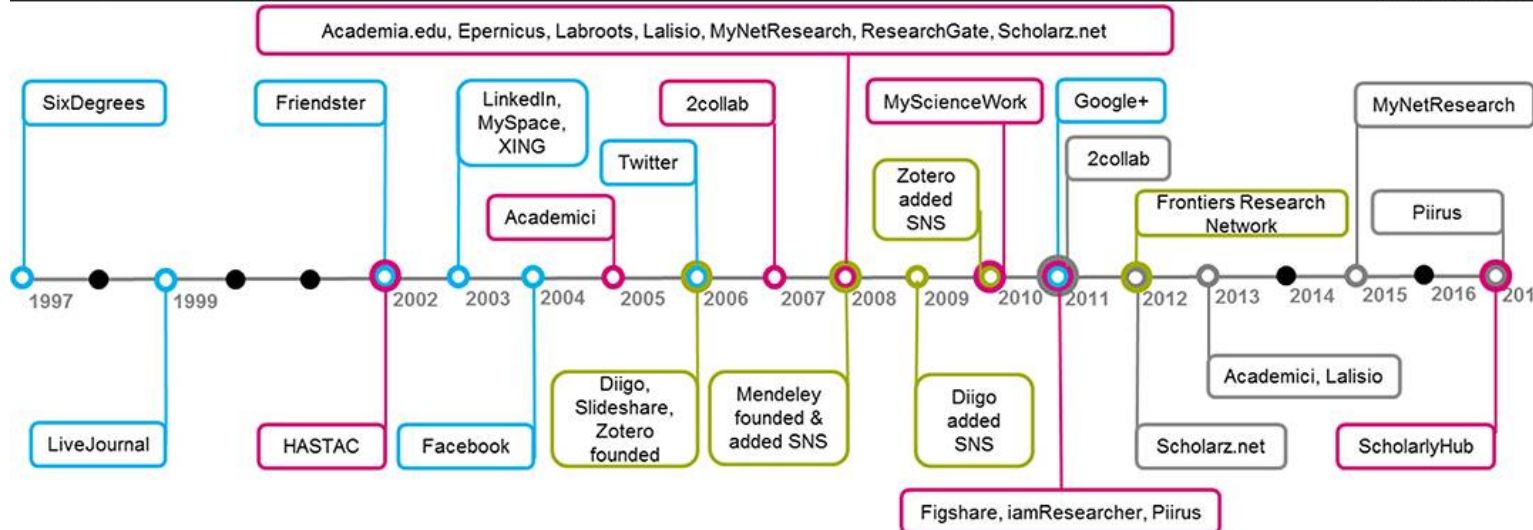 Academia.edu, Epernicus, Labroots, Lalisio, MyNetResearch, ResearchGate, Scholarz.net
SixDegrees
Friendster
LinkedIn,
MySpace,
XING
2collab
MyScienceWork
Google+
MyNetResearch
Twitter
2collab
Zotero
added
SNS
Academici
Frontiers Research
Network
Piirus
1997
1999
2002
2003
2004
2005
2006
2007
2008
2009
2010
2011
2012
2013
2014
2015
2016
201
LiveJournal
HASTAC
Facebook
Diigo,
Slideshare,
Zotero
founded
Mendeley
founded &
added SNS
Diigo
added
SNS
Academici, Lalisio
Scholarz.net
ScholarlyHub
Figshare, iamResearcher, Piirus